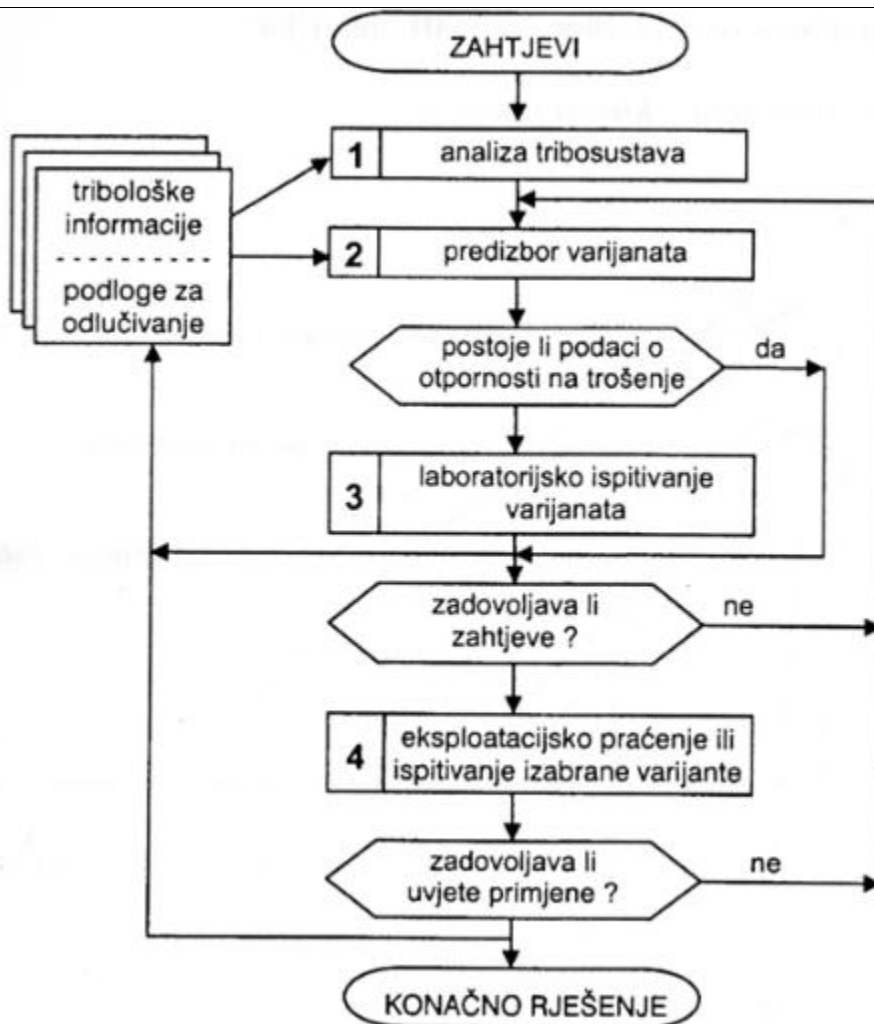 ZAHTJEVI
1
analiza tribosustava
tribološke
informacije
podloge za
odlučivanje
2
predizbor varijanata
postoje li podaci o
otpornosti na trošenje
da
3
laboratorijsko ispitivanje
varijanata
zadovoljava li
zahtjeve ?
ne
4
eksploatacijsko praćenje ili
ispitivanje izabrane varijante
zadovoljava li
uvjete primjene ?
ne
KONAČNO RJEŠENJE